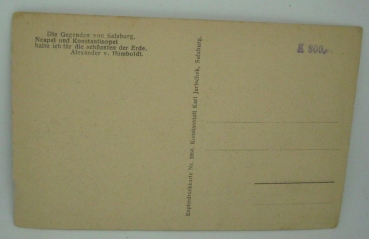 Die Gegenden von Salzburg,
Neapel und Konstantinopel
halte ich für die schönsten der Erde.
Alexander v. Humboldt.
Kunstanstalt Karl Jurischek, Salzburg.